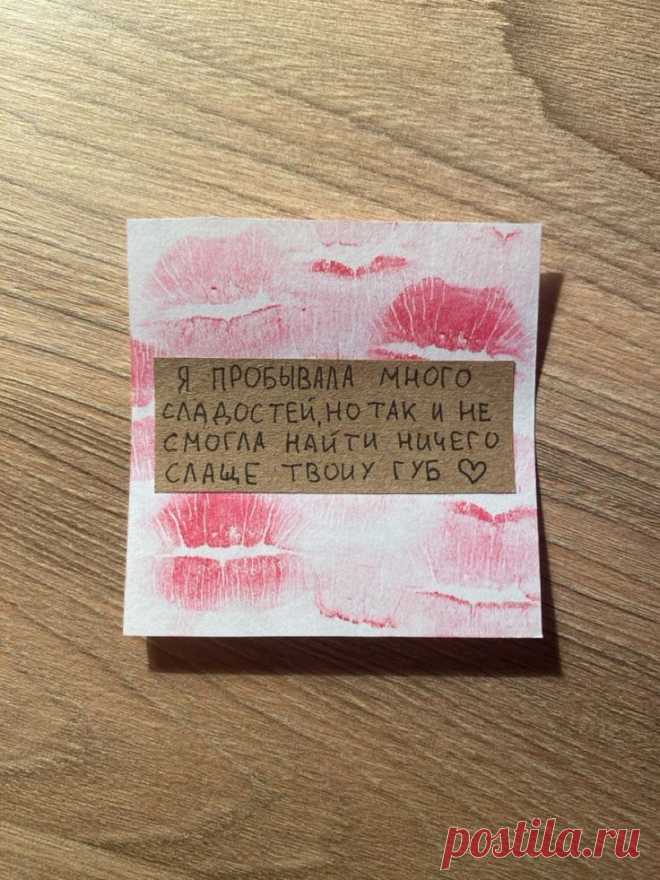 Я ПРОБЫВАЛА МНОГО
СЛАДОСТЕЙ, НО ТАК И НЕ
СМОГЛА НАЙТИ НИЧЕГО
СЛАЩЕ ТВОИХ ГУБ ♡
postila.ru